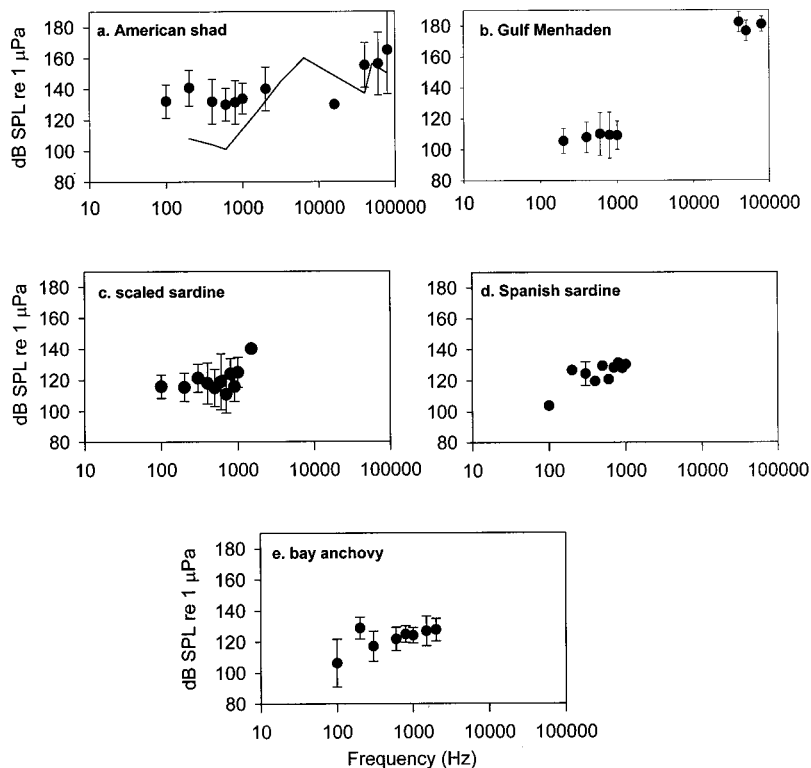 a. American shad
180
160
140
120
100
80
10 100 1000 10000 100000
dB SPL re 1 μPa
b. Gulf Menhaden
180
160
140
120
100
80
10 100 1000 10000 100000
c. scaled sardine
180
160
140
120
100
80
10 100 1000 10000 100000
dB SPL re 1 μPa
d. Spanish sardine
180
160
140
120
100
80
10 100 1000 10000 100000
e. bay anchovy
180
160
140
120
100
80
10 100 1000 10000 100000
dB SPL re 1 μPa
Frequency (Hz)